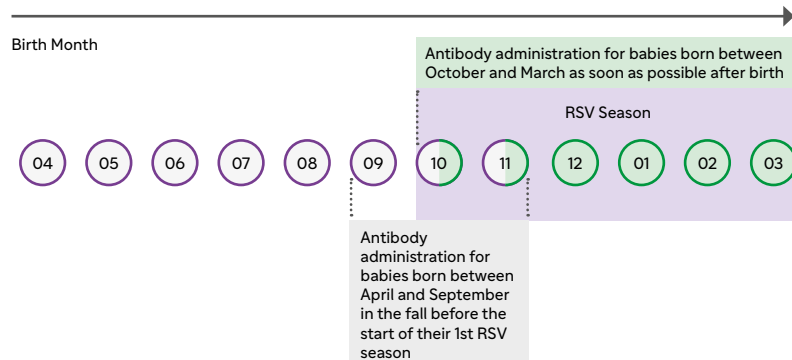 Birth Month
Antibody administration for babies born between
October and March as soon as possible after birth
RSV Season
04 05 06 07 08 09 10 11 12 01 02 03
Antibody
administration for
babies born between
April and September
in the fall before the
start of their 1st RSV
season